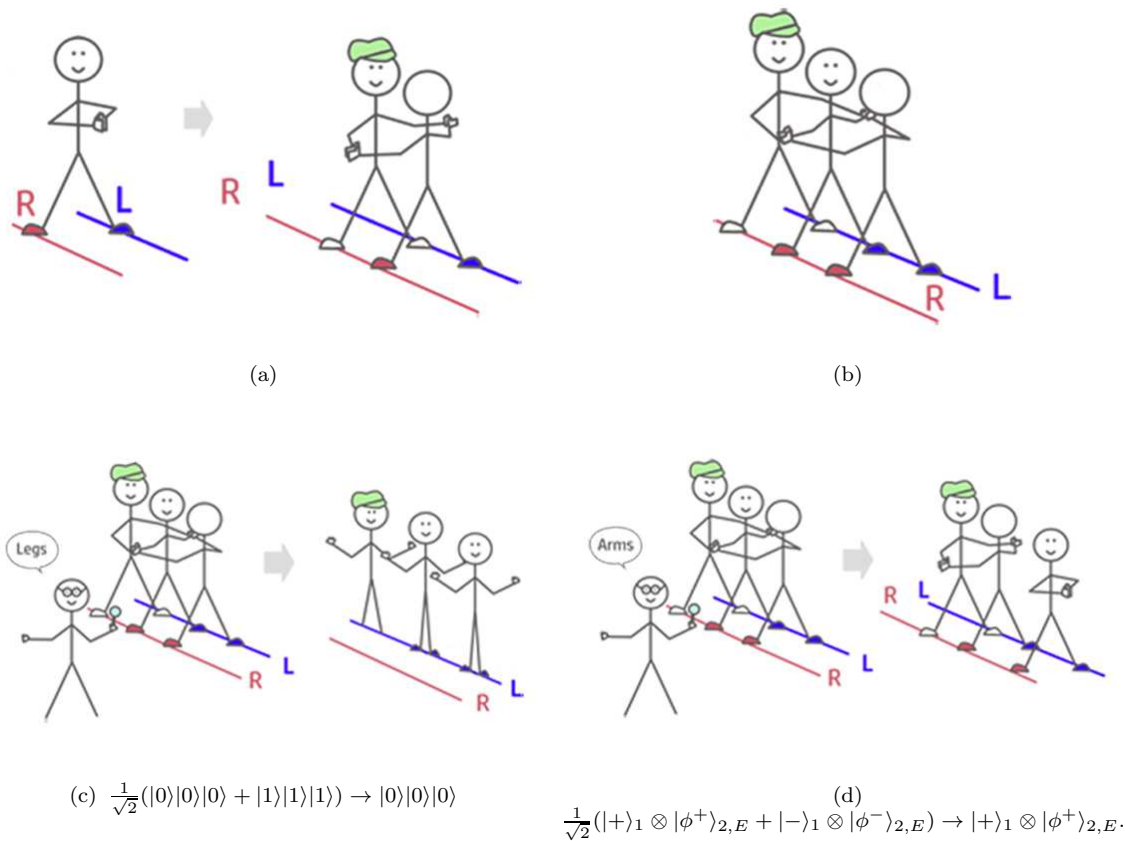 R L
R L
R L
(a)
(b)
Legs
R L
R L
Arms
R L
R L
(c) $\frac{1}{\sqrt{2}}(|0\rangle|0\rangle|0\rangle + |1\rangle|1\rangle|1\rangle) \rightarrow |0\rangle|0\rangle|0\rangle$
(d)
$\frac{1}{\sqrt{2}}(|+\rangle_1 \otimes |\phi^+\rangle_{2,E} + |-\rangle_1 \otimes |\phi^-\rangle_{2,E}) \rightarrow |+\rangle_1 \otimes |\phi^+\rangle_{2,E}.$